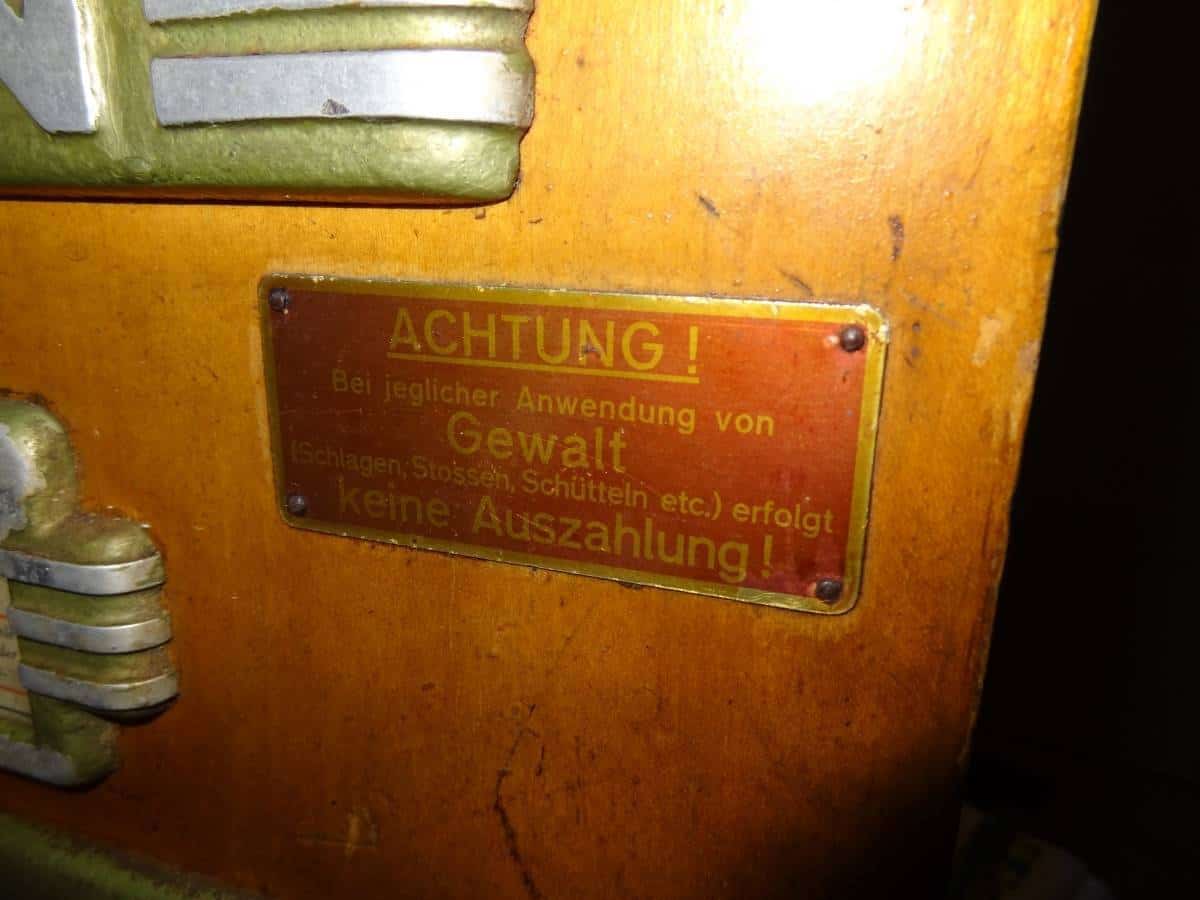 ACHTUNG !
Bei jeglicher Anwendung von
Gewalt
(Schlagen, Stossen, Schütteln etc.) erfolgt
keine Auszahlung!